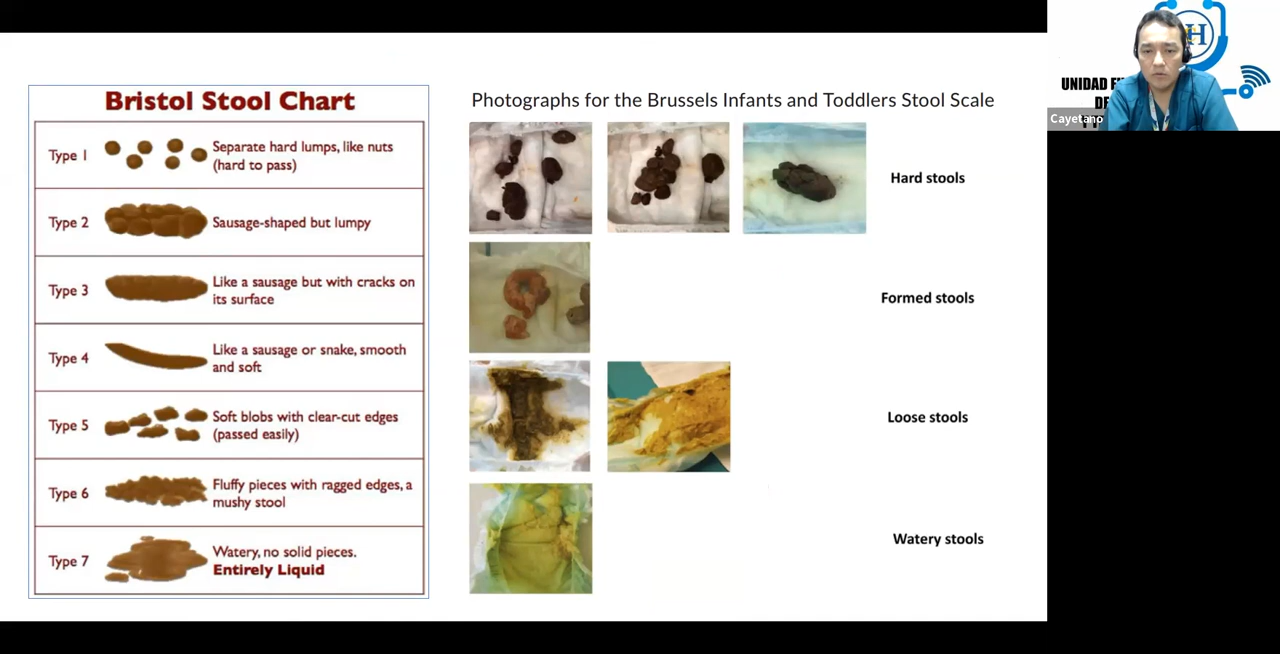 Bristol Stool Chart
Type 1
Separate hard lumps, like nuts
(hard to pass)
Type 2
Sausage-shaped but lumpy
Type 3
Like a sausage but with cracks on
its surface
Type 4
Like a sausage or snake, smooth
and soft
Type 5
Soft blobs with clear-cut edges
(passed easily)
Type 6
Fluffy pieces with ragged edges, a
mushy stool
Type 7
Watery, no solid pieces.
Entirely Liquid
Photographs for the Brussels Infants and Toddlers Stool Scale
Hard stools
Formed stools
Loose stools
Watery stools
H
UNIDAD
DE
Cayetano